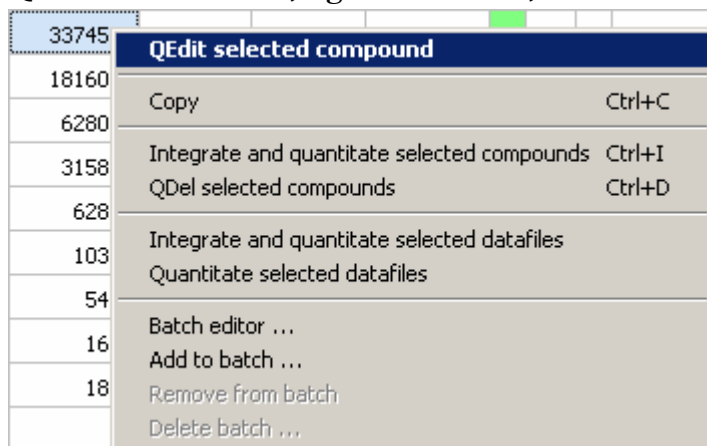 33745
QEdit selected compound
18160
Copy Ctrl+C
6280
Integrate and quantitate selected compounds Ctrl+I
3158
QDel selected compounds Ctrl+D
628
Integrate and quantitate selected datafiles
103
Quantitate selected datafiles
54
Batch editor ...
16
Add to batch ...
18
Remove from batch
Delete batch ...